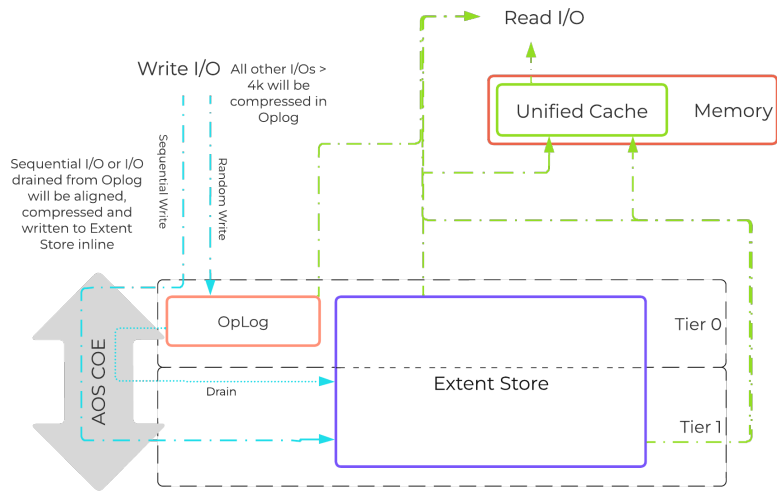 Read I/O
Write I/O
All other I/Os >
4k will be
compressed in
Oplog
Unified Cache
Memory
Sequential I/O or I/O
drained from Oplog
will be aligned,
compressed and
written to Extent
Store inline
Sequential Write
Random Write
OpLog
Tier 0
AOS COE
Extent Store
Drain
Tier 1